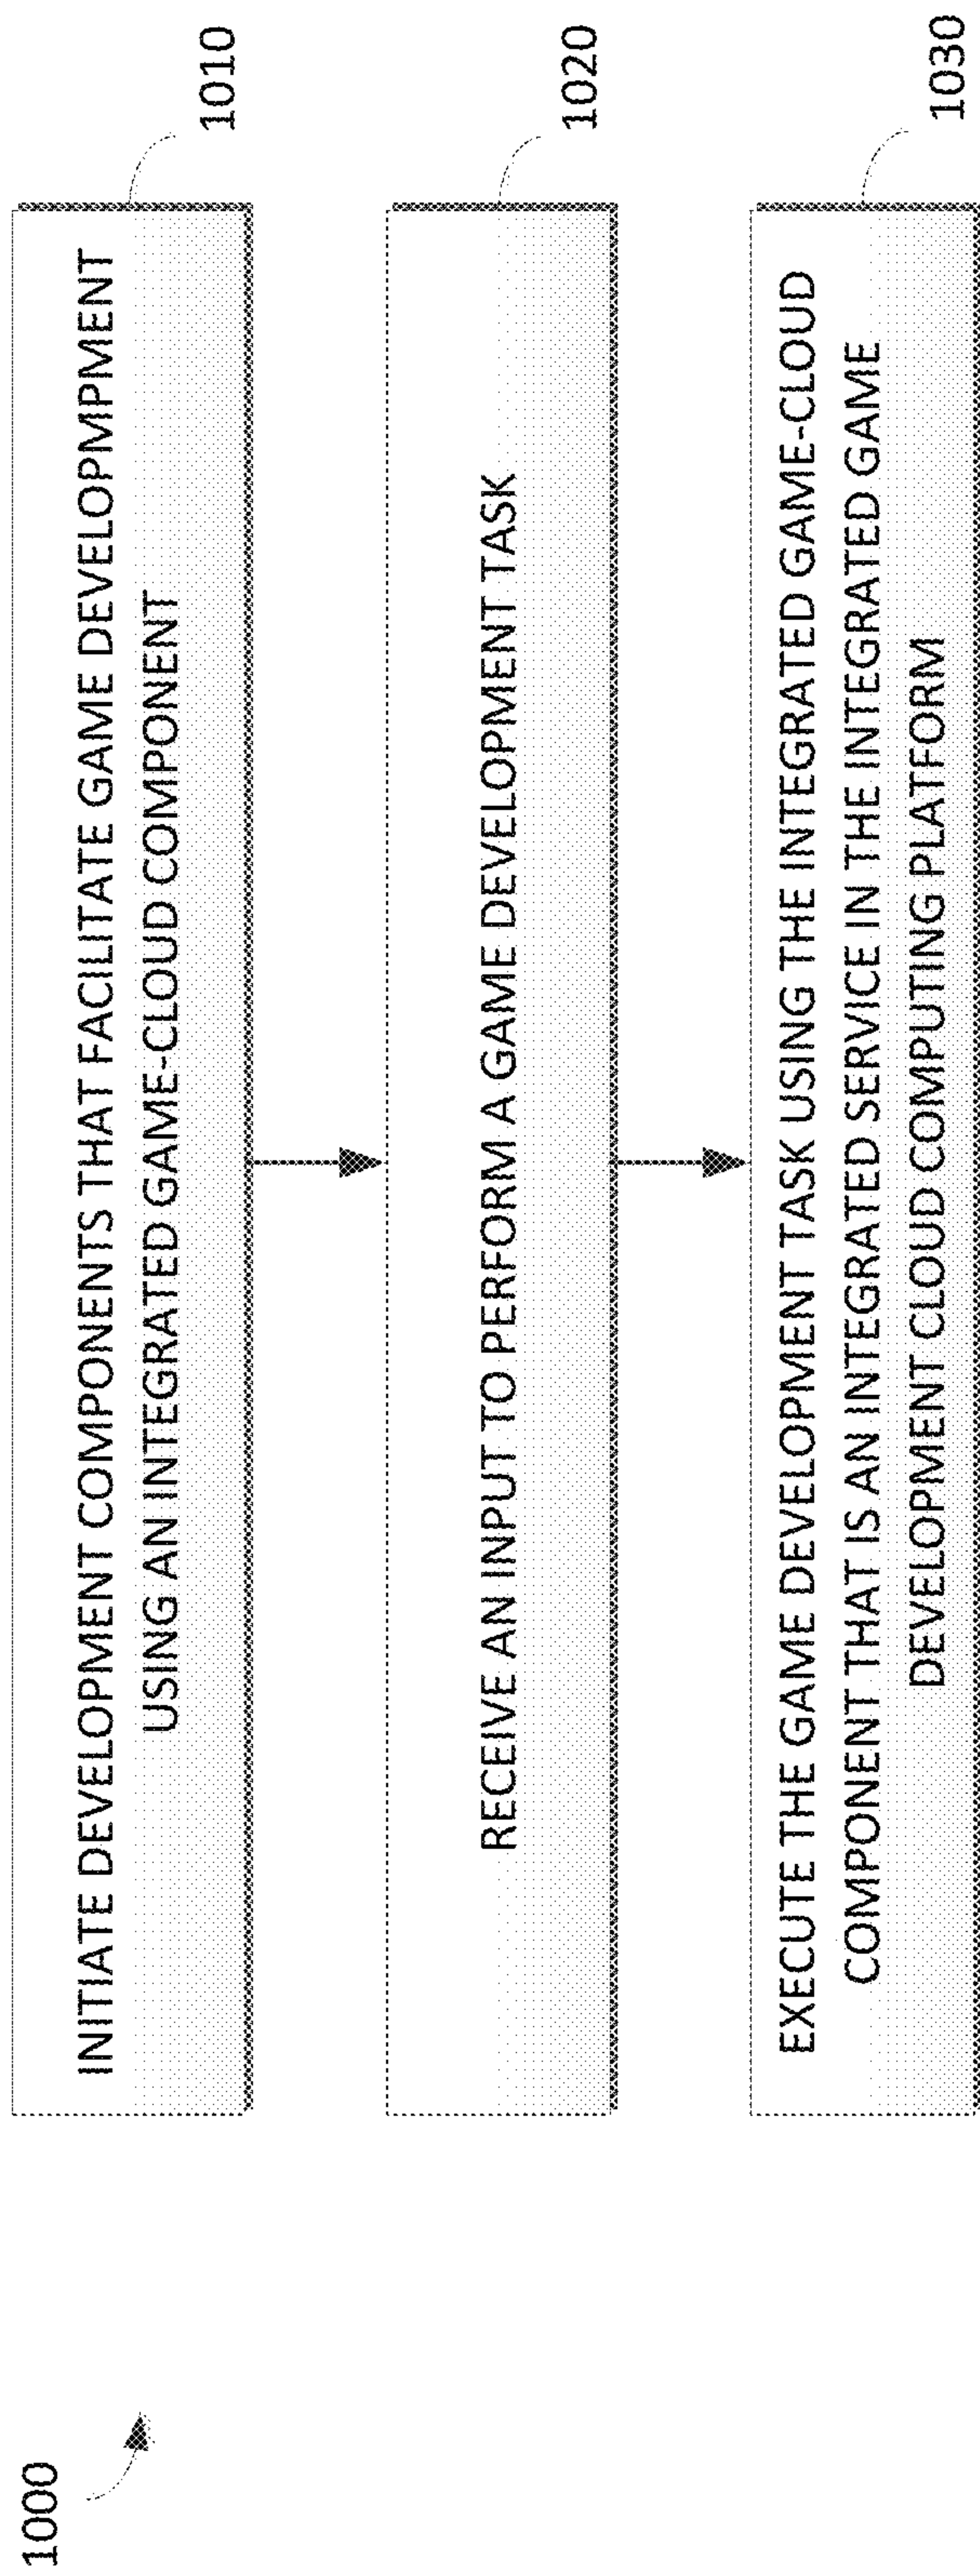 1000
INITIATE DEVELOPMENT COMPONENTS THAT FACILITATE GAME DEVELOPMPMENT
USING AN INTEGRATED GAME-CLOUD COMPONENT
1010
RECEIVE AN INPUT TO PERFORM A GAME DEVELOPMENT TASK
1020
EXECUTE THE GAME DEVELOPMENT TASK USING THE INTEGRATED GAME-CLOUD
COMPONENT THAT IS AN INTEGRATED SERVICE IN THE INTEGRATED GAME
DEVELOPMENT CLOUD COMPUTING PLATFORM
1030